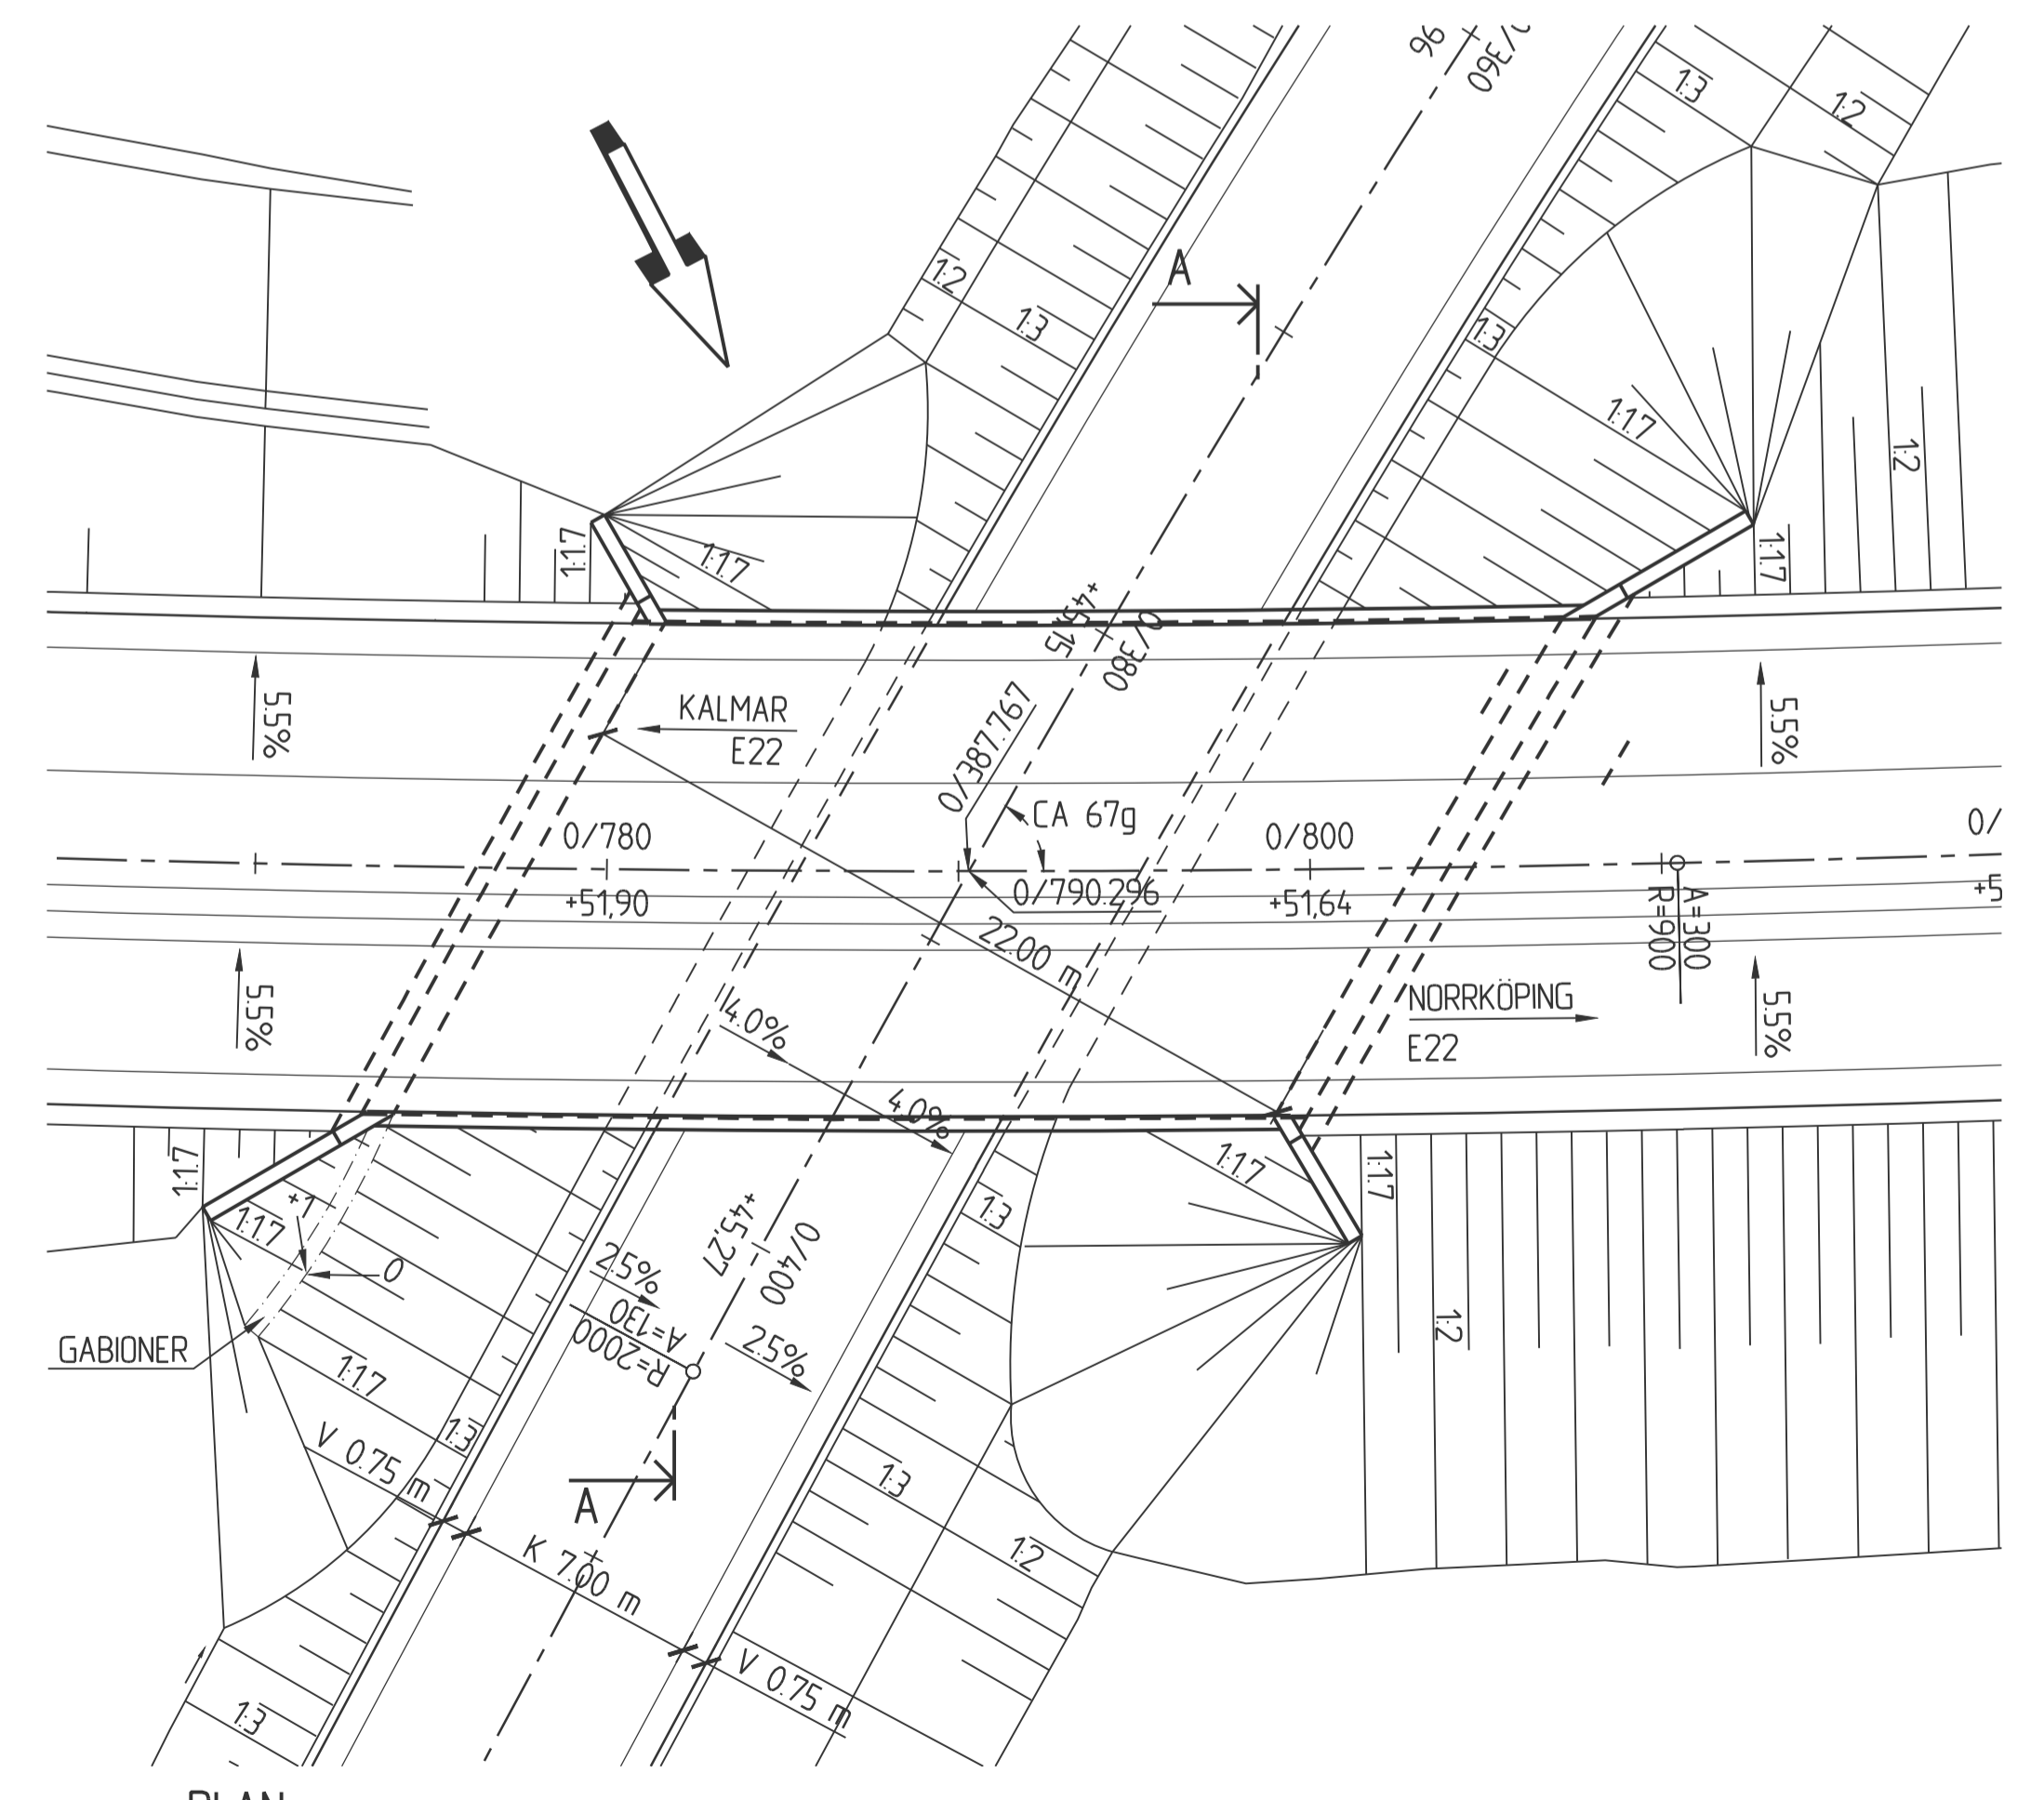 96
0/360
1:3
1:2
A
1:2
1:3
1:3
1:1.7
1:2
1:1.7
1:1.7
1:1.7
+45,15
0/380
5.5%
KALMAR
E22
0/387.767
5.5%
CA 67g
0/780
0/800
0/
+51,90
0/790.296
+51,64
+5
R=900
A=300
22.00 m
5.5%
4.0%
NORRKÖPING
E22
5.5%
4.0%
1:1.7
1:1.7
1:1.7
+1
1:1.7
0
1:3
+45,27
0/400
2.5%
A=130
R=2000
2.5%
1:2
GABIONER
1:1.7
1:3
V 0.75 m
1:3
A
K 7.00 m
1:2
V 0.75 m
1:3
PLAN